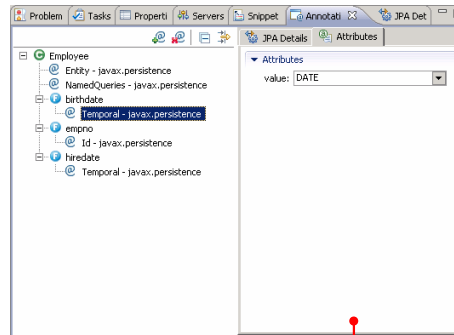 Problem Tasks Properti Servers Snippet Annotati JPA Det
JPA Details Attributes
Employee
Entity - javax.persistence
NamedQueries - javax.persistence
birthdate
Temporal - javax.persistence
empno
Id - javax.persistence
hiredate
Temporal - javax.persistence
Attributes
value: DATE